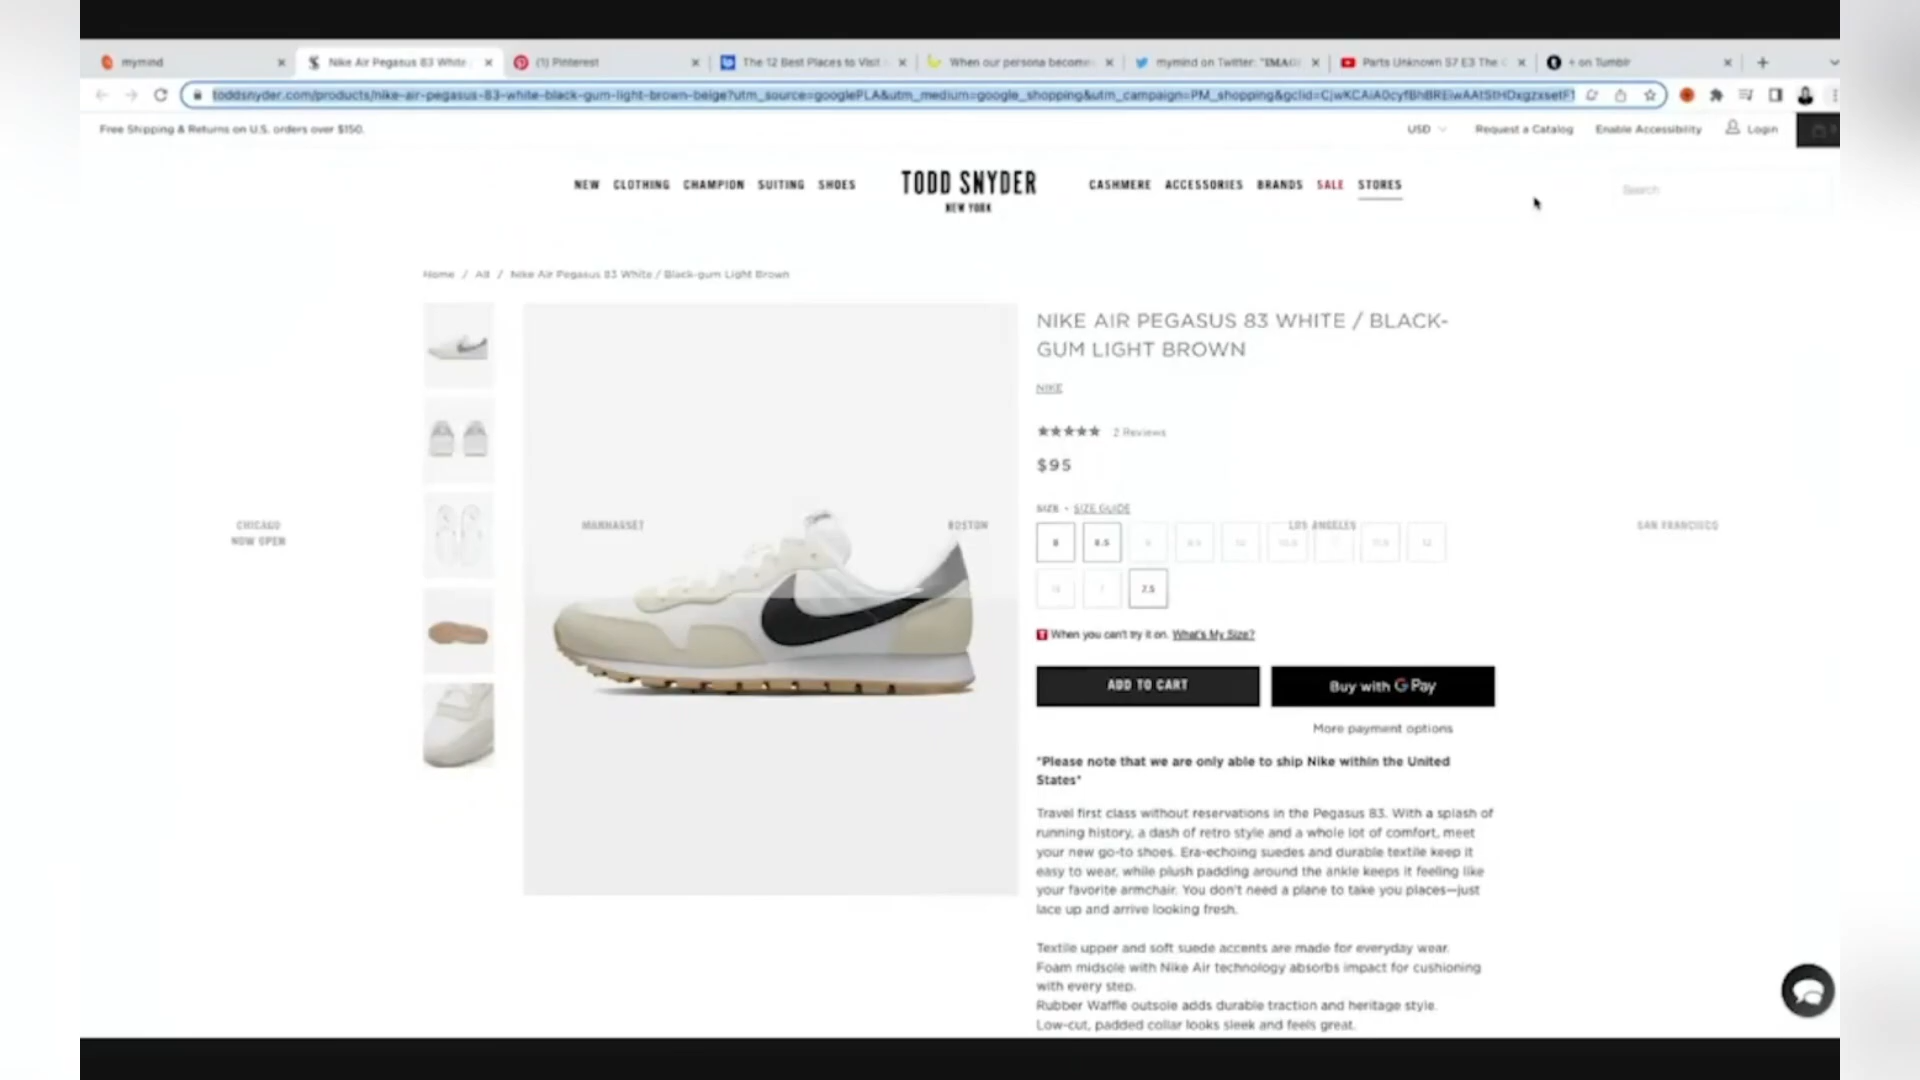 mymind
Nike Air Pegasus 83 White
(1) Pinterest
The 12 Best Places to Visit
When our persona become
mymind on Twitter: "IMAG
Parts Unknown S7 E3 The
+ on Tumblr
toddsnyder.com/products/nike-air-pegasus-83-white-black-gum-light-brown-beige?utm_source=googlePLA&utm_medium=google_shopping&utm_campaign=PM_shopping&gclid=
Free Shipping & Returns on U.S. orders over $150.
USD
Request a Catalog
Enable Accessibility
Login
NEW CLOTHING CHAMPION SUITING SHOES
TODD SNYDER
NEW YORK
CASHMERE ACCESSORIES BRANDS SALE STORES
Search
Home / All / Nike Air Pegasus 83 White / Black-gum Light Brown
NIKE AIR PEGASUS 83 WHITE / BLACK-
GUM LIGHT BROWN
NIKE
2 Reviews
$95
SIZE • SIZE GUIDE
CHICAGO
NOW OPEN
MANHASSET
BOSTON
LOS ANGELES
SAN FRANCISCO
8 8.5
7.5
When you can't try it on. What's My Size?
ADD TO CART
Buy with G Pay
More payment options
*Please note that we are only able to ship Nike within the United
States*
Travel first class without reservations in the Pegasus 83. With a splash of
running history, a dash of retro style and a whole lot of comfort, meet
your new go-to shoes. Era-echoing suedes and durable textile keep it
easy to wear, while plush padding around the ankle keeps it feeling like
your favorite armchair. You don't need a plane to take you places—just
lace up and arrive looking fresh.
Textile upper and soft suede accents are made for everyday wear.
Foam midsole with Nike Air technology absorbs impact for cushioning
with every step.
Rubber Waffle outsole adds durable traction and heritage style.
Low-cut, padded collar looks sleek and feels great.